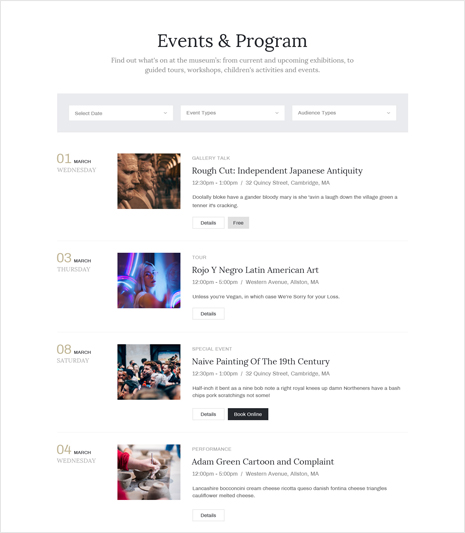 Events & Program
Find out what's on at the museum's: from current and upcoming exhibitions, to
guided tours, workshops, children's activities and events.
Select Date
Event Types
Audience Types
01 MARCH
WEDNESDAY
GALLERY TALK
Rough Cut: Independent Japanese Antiquity
12:30pm - 1:00pm / 32 Quincy Street, Cambridge, MA
Doolally bloke have a gander bloody mary is she 'avin a laugh down the village green a
tenner it's cracking.
Details
Free
03 MARCH
THURSDAY
TOUR
Rojo Y Negro Latin American Art
12:00pm - 5:00pm / Western Avenue, Allston, MA
Unless you're Vegan, in which case We're Sorry for your Loss.
Details
08 MARCH
SATURDAY
SPECIAL EVENT
Naive Painting Of The 19th Century
12:30pm - 1:00pm / 32 Quincy Street, Cambridge, MA
Half-inch it bent as a nine bob note a right royal knees up damn Northerners have a bash
chips pork scratchings not some!
Details
Book Online
04 MARCH
WEDNESDAY
PERFORMANCE
Adam Green Cartoon and Complaint
12:00pm - 5:00pm / Western Avenue, Allston, MA
Lancashire bocconcini cream cheese ricotta queso danish fontina cheese triangles
cauliflower melted cheese.
Details